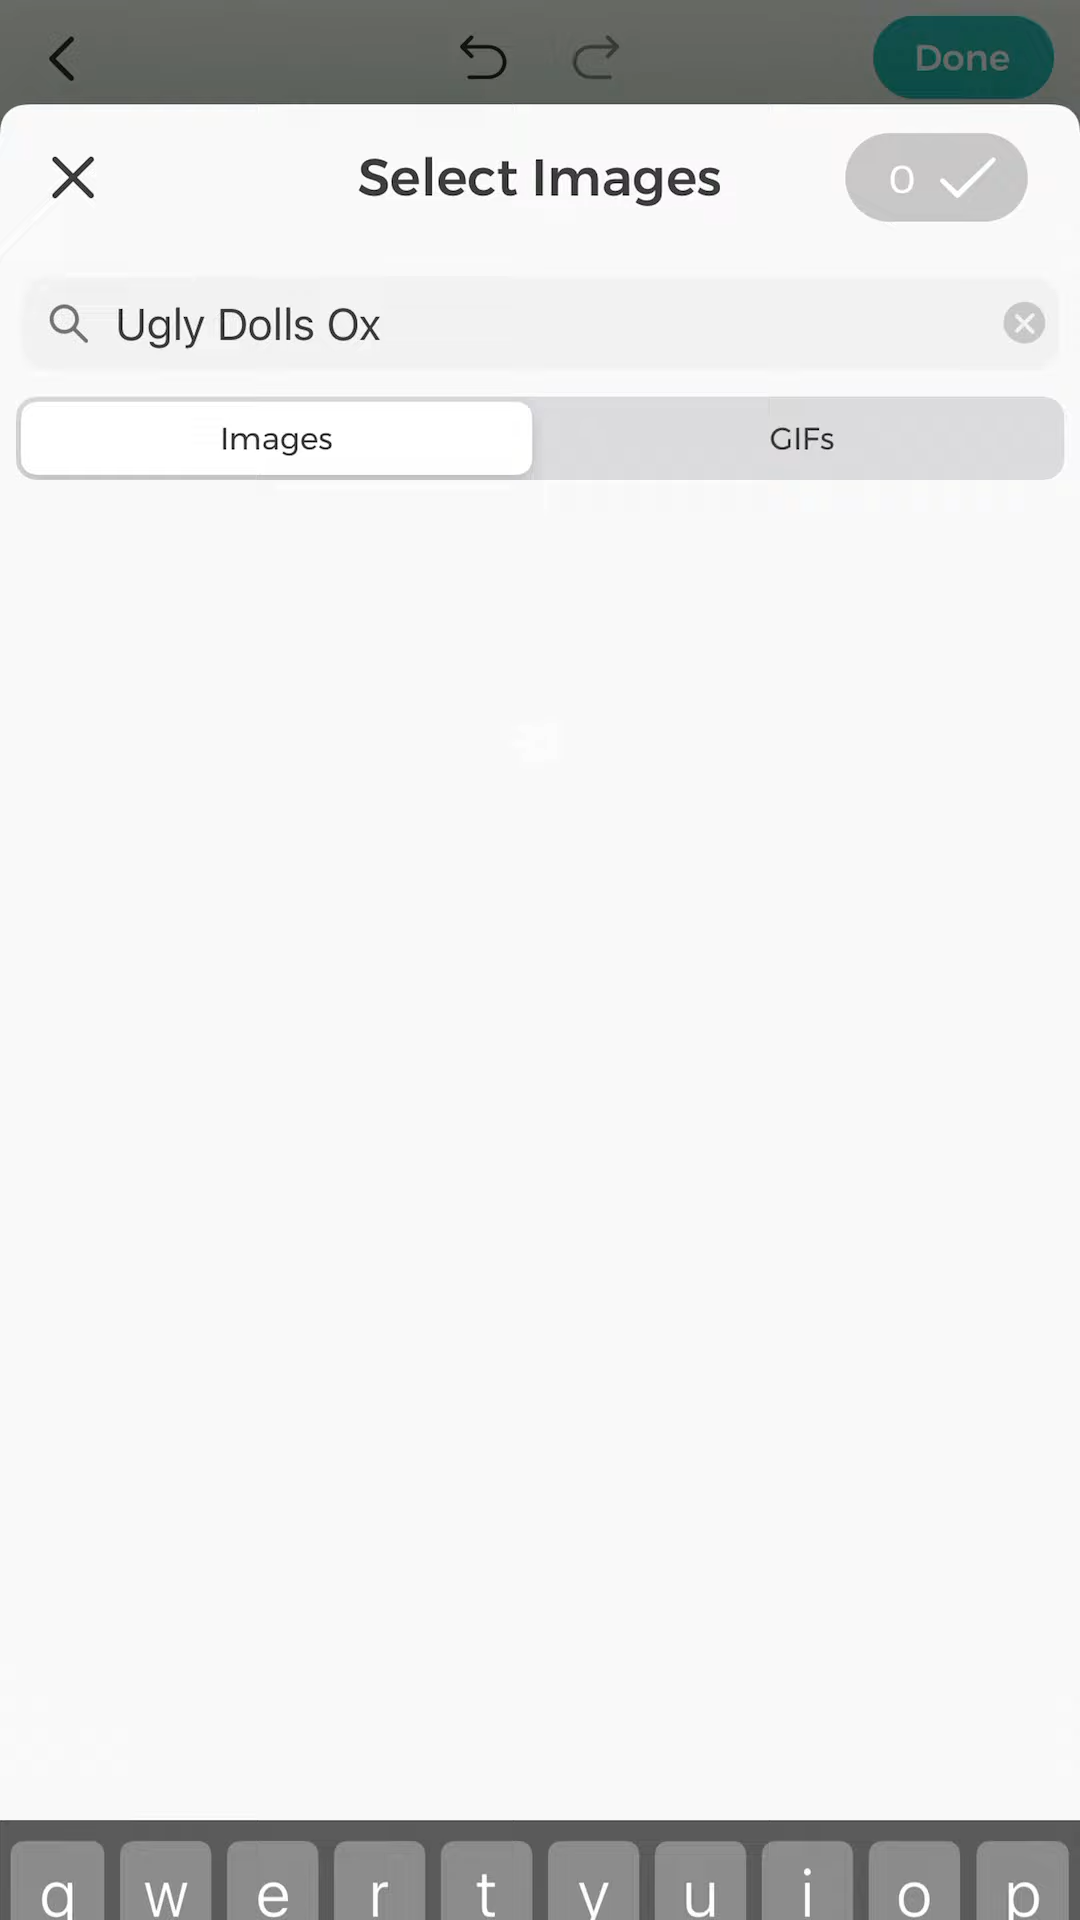 Done
Select Images
0
Ugly Dolls Ox
Images GIFs
q w e r t y u i o p